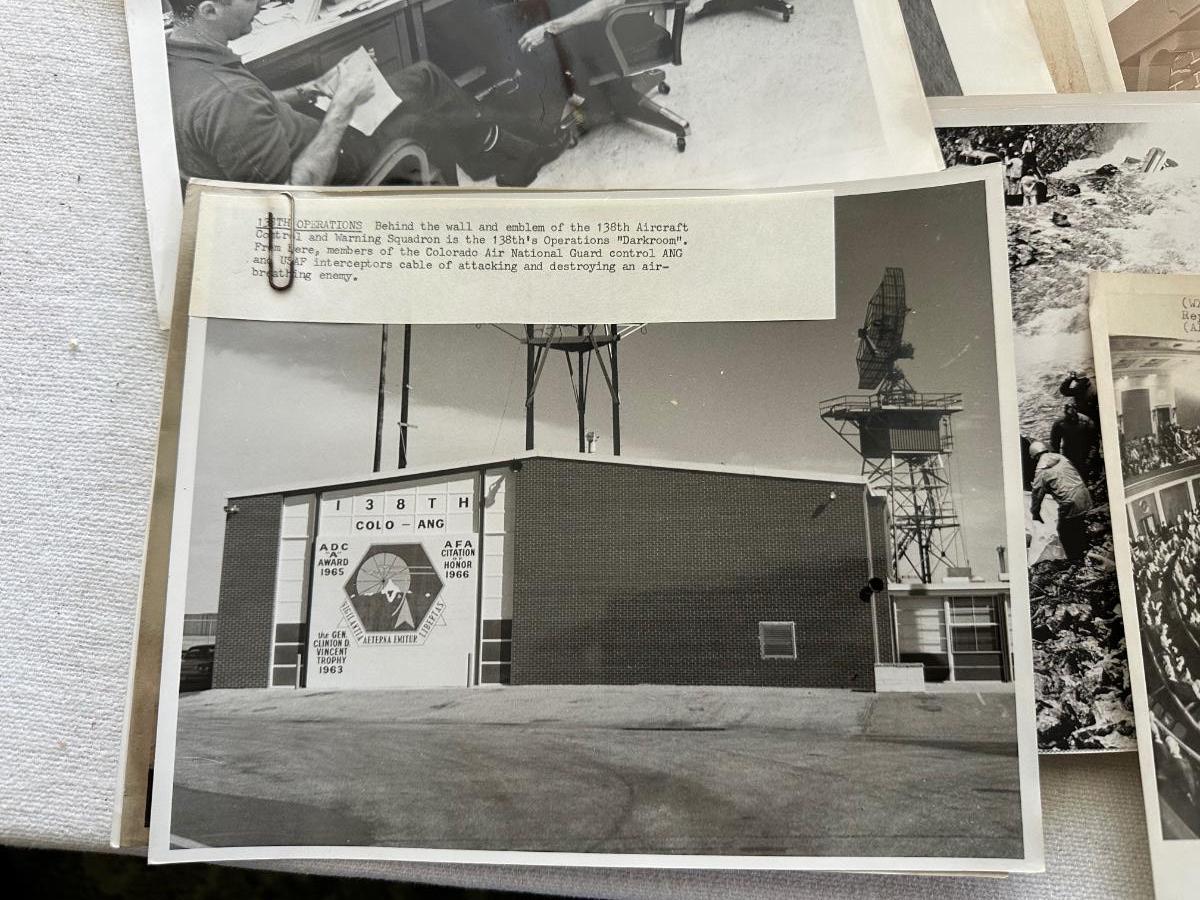 138TH OPERATIONS Behind the wall and emblem of the 138th Aircraft
Control and Warning Squadron is the 138th's Operations "Darkroom".
From here, members of the Colorado Air National Guard control ANG
and USAF interceptors cable of attacking and destroying an air-
breathing enemy.
138TH
COLO - ANG
ADC
"A"
AWARD
1965
AFA
CITATION
OF
HONOR
1966
VIGILANTIA
AETERNA EMITUR
LIBERTAS
the GEN.
CLINTON D.
VINCENT
TROPHY
1963